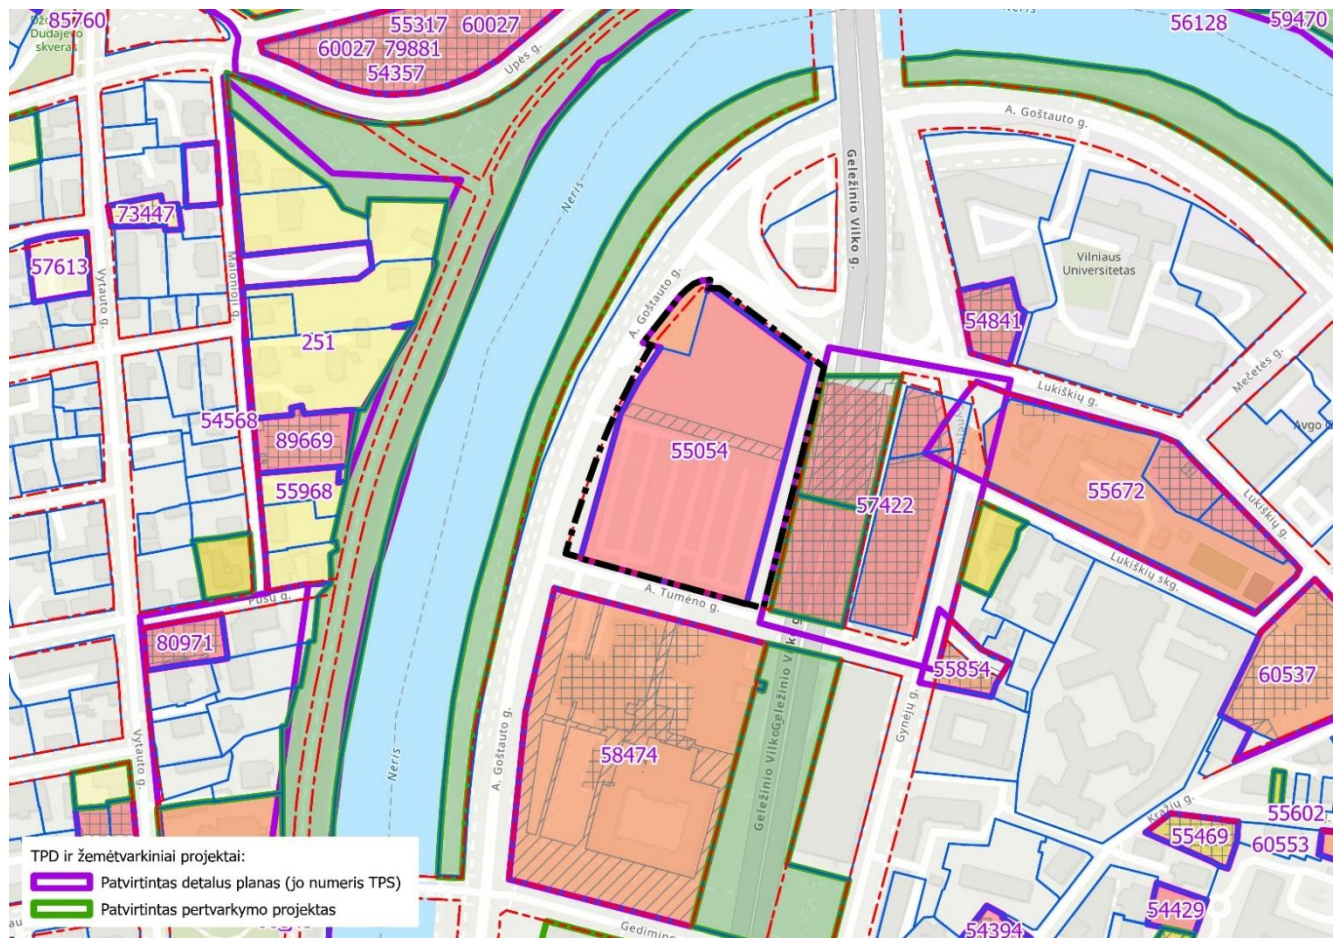 85760
Dudajevo
skveras
55317 60027
60027 79881
54357
Upės g.
Neris
56128
59470
A. Goštauto g.
Geležinio Vilko g.
73447
57613
Vytauto g.
Malonioji g.
Neris
A. Goštauto g.
Vilniaus
Universitetas
54841
251
Lukiškių g.
Mečetės g.
54568
89669
55054
55968
57422
55672
Lukiškių g.
Lukiškių skg.
Pušų g.
A. Tumėno g.
80971
55854
60537
Vytauto g.
Neris
A. Goštauto g.
58474
Geležinio Vilko g.
Geležinio Vilko g.
Gynėjų g.
Kražių g.
55602
55469
60553
54429
54394
Gedimino
TPD ir žemėtvarkiniai projektai:
Patvirtintas detalus planas (jo numeris TPS)
Patvirtintas pertvarkymo projektas